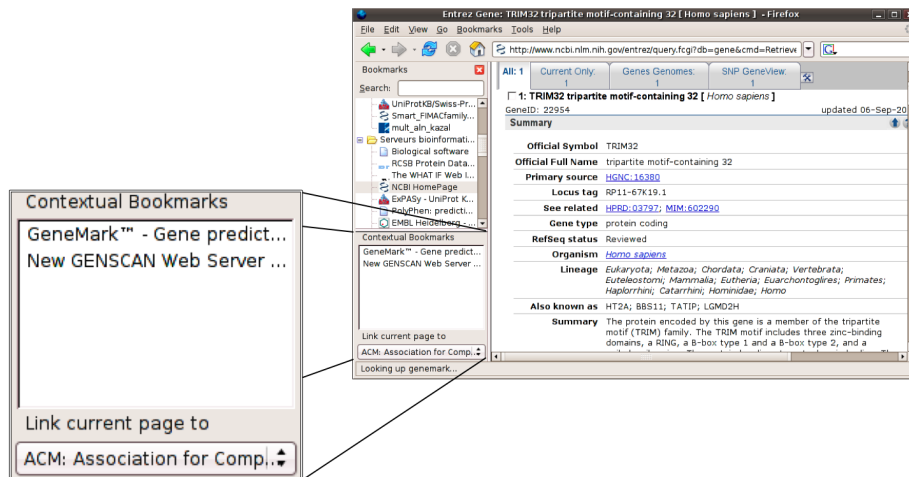 Entrez Gene: TRIM32 tripartite motif-containing 32 [ Homo sapiens ] - Firefox
File Edit View Go Bookmarks Tools Help
http://www.ncbi.nlm.nih.gov/entrez/query.fcgi?db=gene&cmd=Retrieve
Bookmarks
Search:
UniProtKB/Swiss-Pr...
Smart_FIMACfamily...
mult_aln_kazal
Serveurs bioinformati...
Biological software
RCSB Protein Data...
The WHAT IF Web I...
NCBI HomePage
ExPASy - UniProt K...
PolyPhen: predicti...
EMBL Heidelberg - ...
Contextual Bookmarks
GeneMark™ - Gene predict...
New GENSCAN Web Server ...
Link current page to
ACM: Association for Comp...
Looking up genemark...
All: 1 Current Only: 1 Genes Genomes: 1 SNP GeneView: 1
1: TRIM32 tripartite motif-containing 32 [ Homo sapiens ]
GeneID: 22954 updated 06-Sep-20
Summary
Official Symbol TRIM32
Official Full Name tripartite motif-containing 32
Primary source HGNC:16380
Locus tag RP11-67K19.1
See related HPRD:03797; MIM:602290
Gene type protein coding
RefSeq status Reviewed
Organism Homo sapiens
Lineage Eukaryota; Metazoa; Chordata; Craniata; Vertebrata;
Euteleostomi; Mammalia; Eutheria; Euarchontoglires; Primates;
Haplorrhini; Catarrhini; Hominidae; Homo
Also known as HT2A; BBS11; TATIP; LGMD2H
Summary The protein encoded by this gene is a member of the tripartite
motif (TRIM) family. The TRIM motif includes three zinc-binding
domains, a RING, a B-box type 1 and a B-box type 2, and a
Contextual Bookmarks
GeneMark™ - Gene predict...
New GENSCAN Web Server ...
Link current page to
ACM: Association for Comp...